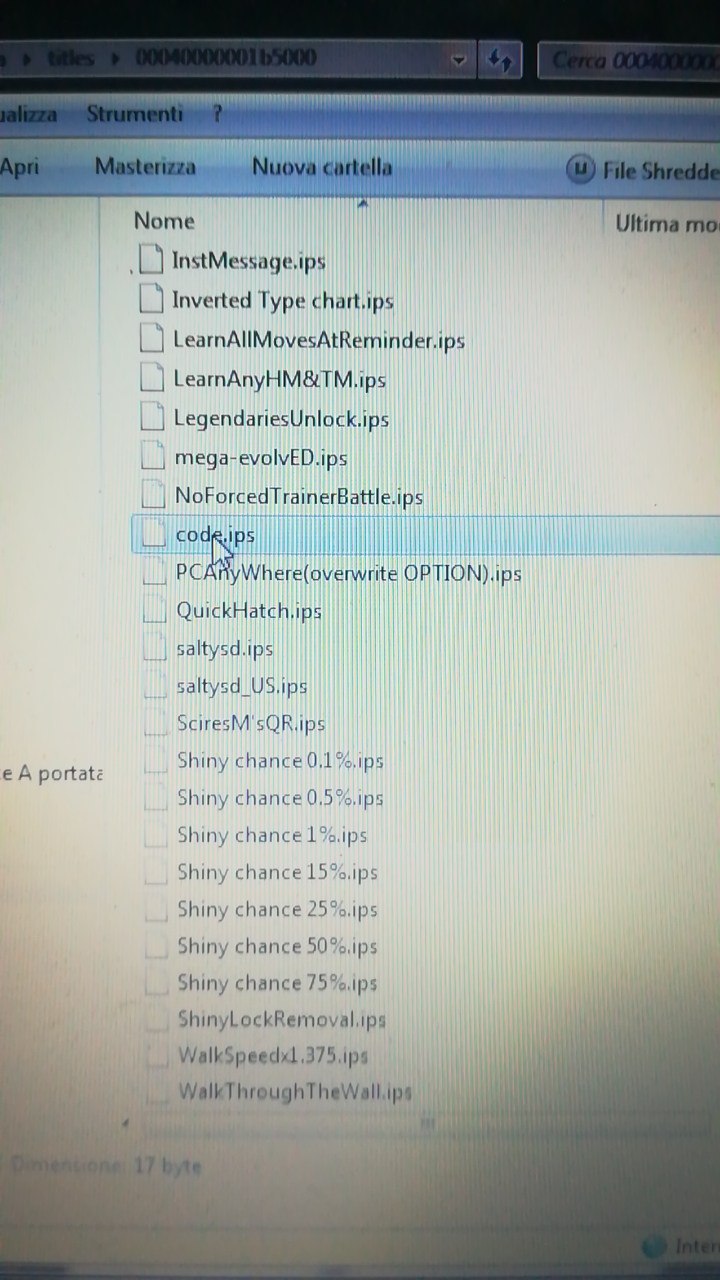 titles 00040000001b5000 Cerca 0004000000
ualizza Strumenti ?
Apri Masterizza Nuova cartella File Shredde
Nome Ultima mo
InstMessage.ips
Inverted Type chart.ips
LearnAllMovesAtReminder.ips
LearnAnyHM&TM.ips
LegendariesUnlock.ips
mega-evolvED.ips
NoForcedTrainerBattle.ips
code.ips
PCAnyWhere(overwrite OPTION).ips
QuickHatch.ips
saltysd.ips
saltysd_US.ips
SciresM'sQR.ips
Shiny chance 0.1%.ips
e A portata
Shiny chance 0.5%.ips
Shiny chance 1%.ips
Shiny chance 15%.ips
Shiny chance 25%.ips
Shiny chance 50%.ips
Shiny chance 75%.ips
ShinyLockRemoval.ips
WalkSpeedx1.375.ips
WalkThroughTheWall.ips
Dimensione: 17 byte
Inter